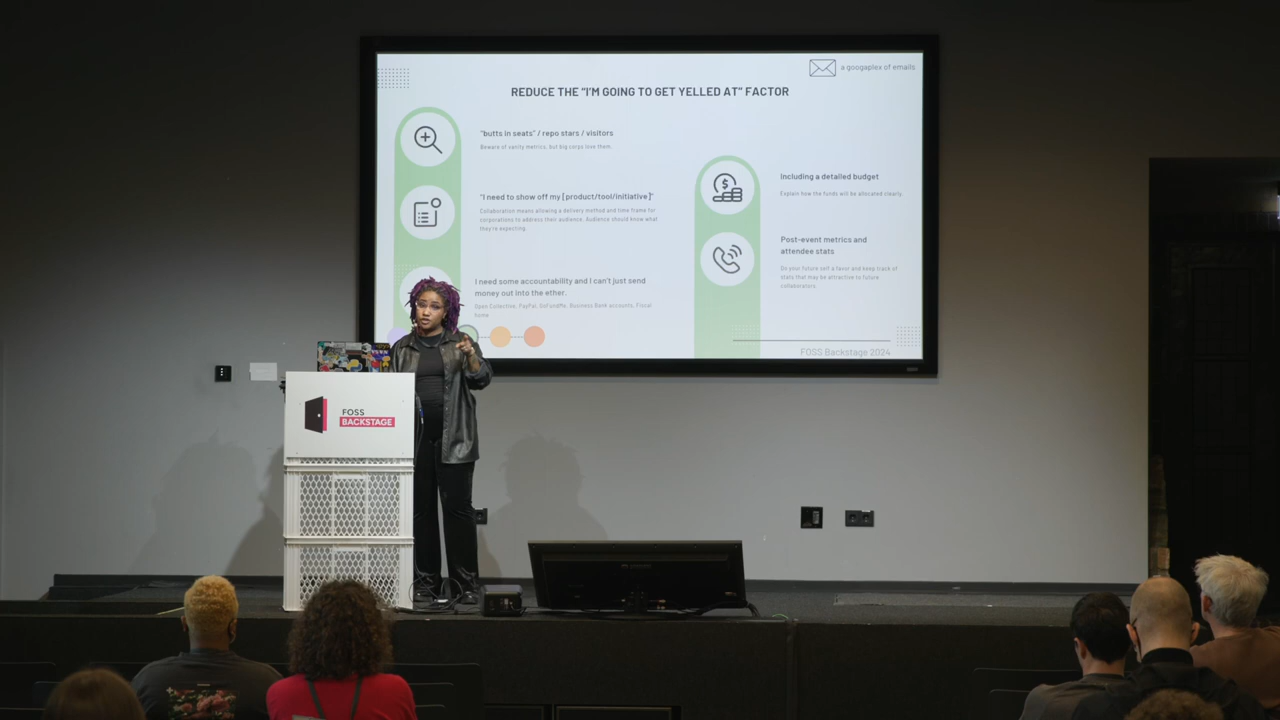 a googaplex of emails
REDUCE THE "I'M GOING TO GET YELLED AT" FACTOR
"butts in seats" / repo stars / visitors
Beware of vanity metrics, but big corps love them.
"I need to show off my [product/tool/initiative]"
Collaboration means allowing a delivery method and time frame for
corporations to address their audience. Audience should know what
they're expecting.
I need some accountability and I can't just send
money out into the ether.
Open Collective, PayPal, GoFundMe, Business Bank accounts, Fiscal
home
Including a detailed budget
Explain how the funds will be allocated clearly.
Post-event metrics and
attendee stats
Do your future self a favor and keep track of
stats that may be attractive to future
collaborators.
FOSS Backstage 2024
FOSS
BACKSTAGE